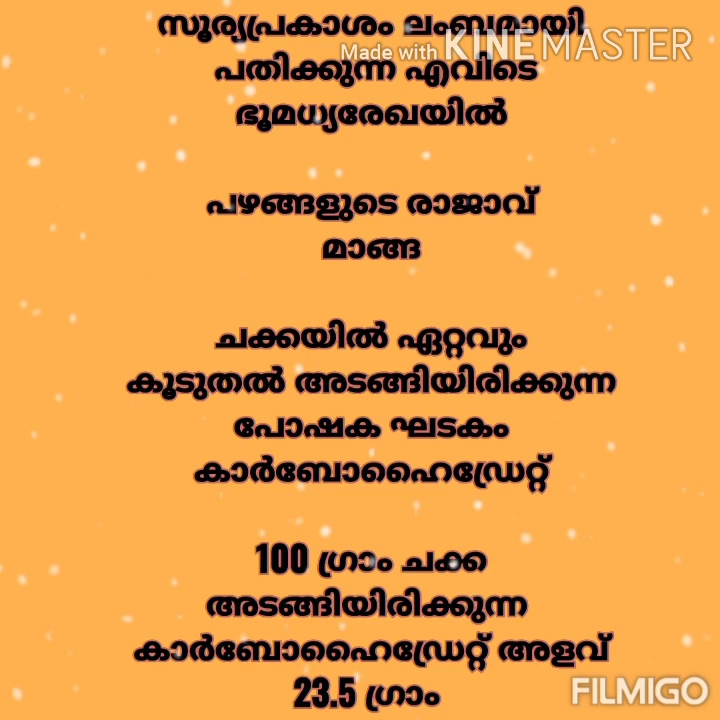 സൂര്യപ്രകാശം ലംബമായി
Made with KINEMASTER
പതിക്കുന്ന എവിടെ
ഭൂമധ്യരേഖയിൽ
പഴങ്ങളുടെ രാജാവ്
മാങ്ങ
ചക്കയിൽ ഏറ്റവും
കൂടുതൽ അടങ്ങിയിരിക്കുന്ന
പോഷക ഘടകം
കാർബോഹൈഡ്രേറ്റ്
100 ഗ്രാം ചക്ക
അടങ്ങിയിരിക്കുന്ന
കാർബോഹൈഡ്രേറ്റ് അളവ്
23.5 ഗ്രാം
FILMIGO